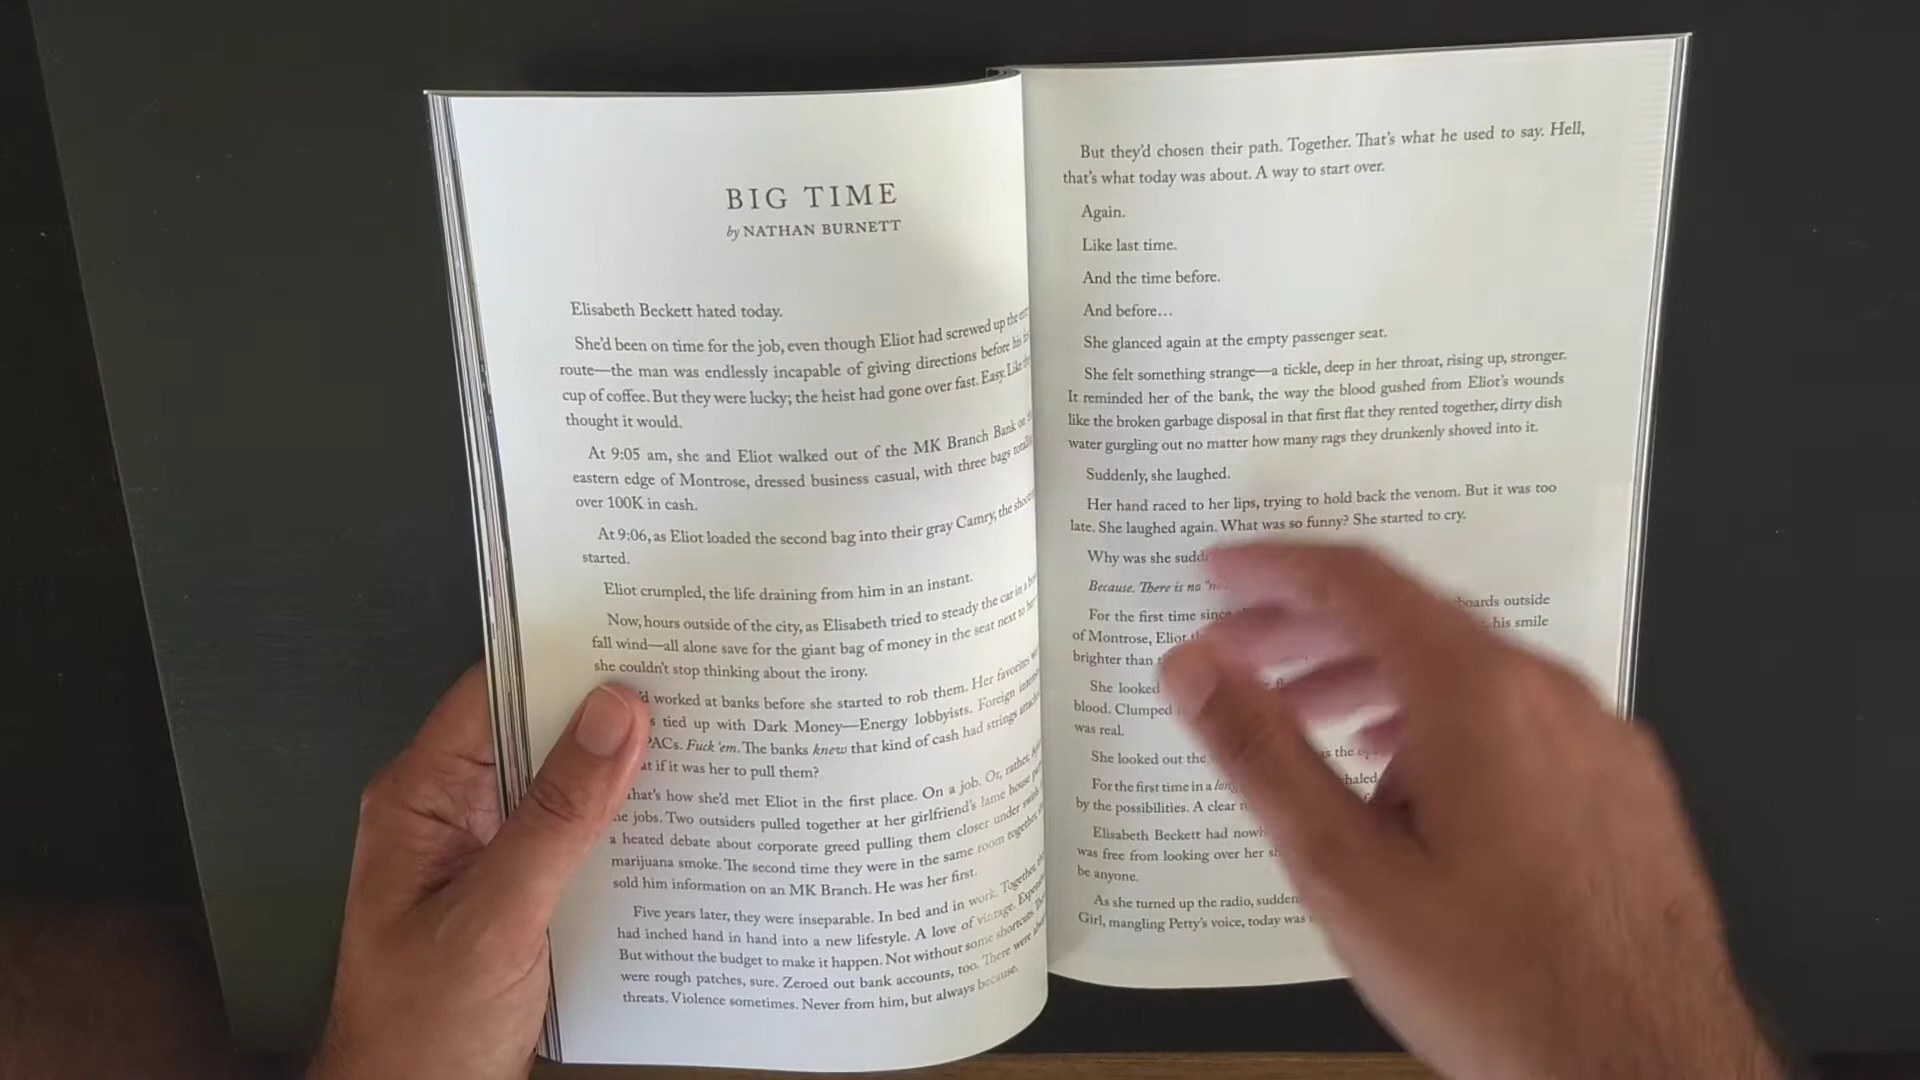 BIG TIME
by NATHAN BURNETT
Elisabeth Beckett hated today.
She'd been on time for the job, even though Eliot had screwed up the
route—the man was endlessly incapable of giving directions before his
cup of coffee. But they were lucky; the heist had gone over fast. Easy. Like
thought it would.
At 9:05 am, she and Eliot walked out of the MK Branch Bank on
eastern edge of Montrose, dressed business casual, with three bags
over 100K in cash.
At 9:06, as Eliot loaded the second bag into their gray Camry, the
started.
Eliot crumpled, the life draining from him in an instant.
Now, hours outside of the city, as Elisabeth tried to steady the car in a
fall wind—all alone save for the giant bag of money in the seat next to
she couldn't stop thinking about the irony.
worked at banks before she started to rob them. Her favorites
tied up with Dark Money—Energy lobbyists. Foreign
PACs. Fuck 'em. The banks knew that kind of cash had strings
if it was her to pull them?
how she'd met Eliot in the first place. On a job. Or, rather,
jobs. Two outsiders pulled together at her girlfriend's lame house
a heated debate about corporate greed pulling them closer under
marijuana smoke. The second time they were in the same room together,
sold him information on an MK Branch. He was her first.
Five years later, they were inseparable. In bed and in work. Together,
had inched hand in hand into a new lifestyle. A love of vintage.
But without the budget to make it happen. Not without some shortcuts.
were rough patches, sure. Zeroed out bank accounts, too. There were
threats. Violence sometimes. Never from him, but always because.
But they'd chosen their path. Together. That's what he used to say. Hell,
that's what today was about. A way to start over.
Again.
Like last time.
And the time before.
And before…
She glanced again at the empty passenger seat.
She felt something strange—a tickle, deep in her throat, rising up, stronger.
It reminded her of the bank, the way the blood gushed from Eliot's wounds
like the broken garbage disposal in that first flat they rented together, dirty dish
water gurgling out no matter how many rags they drunkenly shoved into it.
Suddenly, she laughed.
Her hand raced to her lips, trying to hold back the venom. But it was too
late. She laughed again. What was so funny? She started to cry.
Why was she
Because. There is no
For the first time since boards outside
of Montrose, Eliot his smile
brighter than
She looked
blood. Clumped
was real.
She looked out the the
For the first time in a
by the possibilities. A clear
Elisabeth Beckett had
was free from looking over her
be anyone.
As she turned up the radio,
Girl, mangling Petty's voice, today was